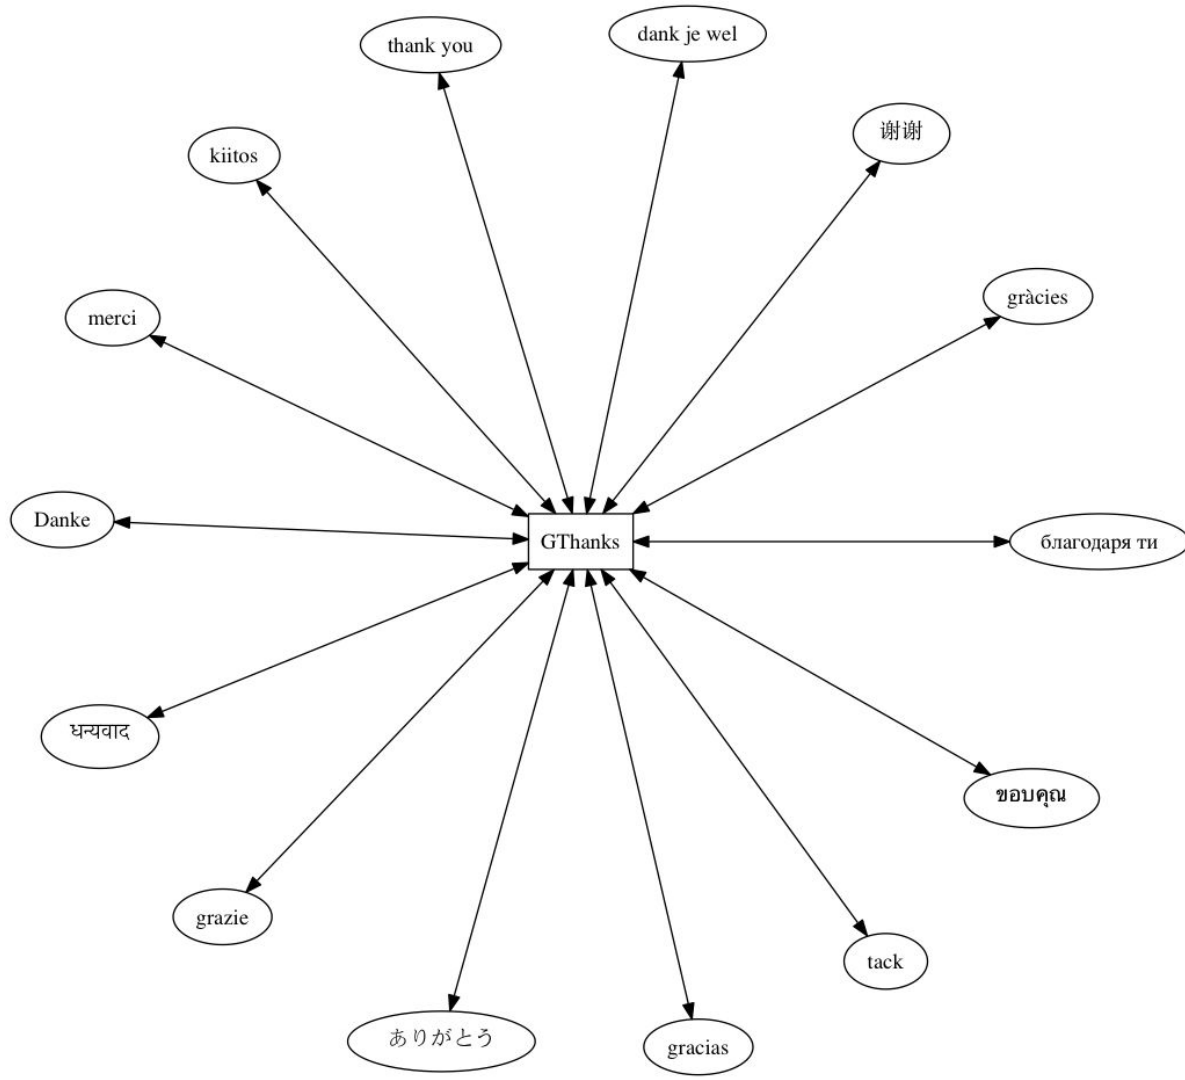 thank you
dank je wel
谢谢
kiitos
gràcies
merci
Danke
GThanks
благодаря ти
धन्यवाद
ขอบคุณ
grazie
tack
ありがとう
gracias